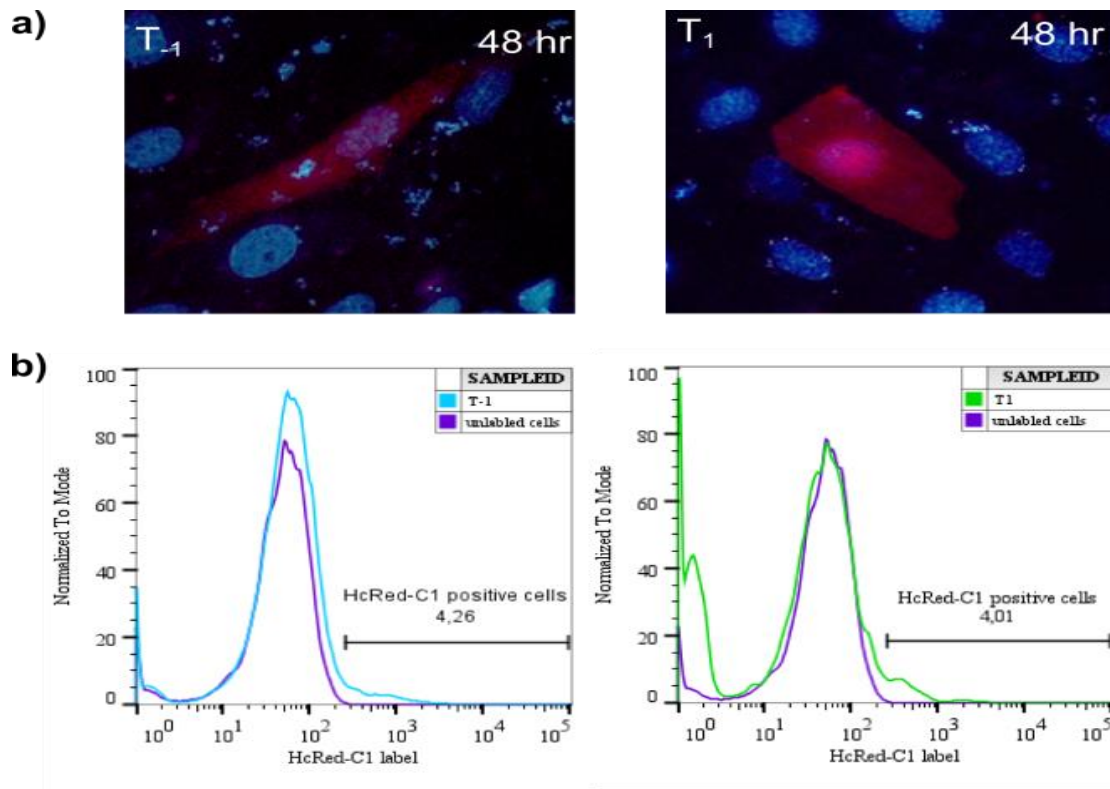 a)
T-1
48 hr
T1
48 hr
b)
100
80
60
40
20
0
Normalized To Mode
SAMPLEID
T-1
unlabled cells
HcRed-C1 positive cells
4,26
10^0 10^1 10^2 10^3 10^4 10^5
HcRed-C1 label
100
80
60
40
20
0
Normalized To Mode
SAMPLEID
T1
unlabled cells
HcRed-C1 positive cells
4,01
10^0 10^1 10^2 10^3 10^4 10^5
HcRed-C1 label